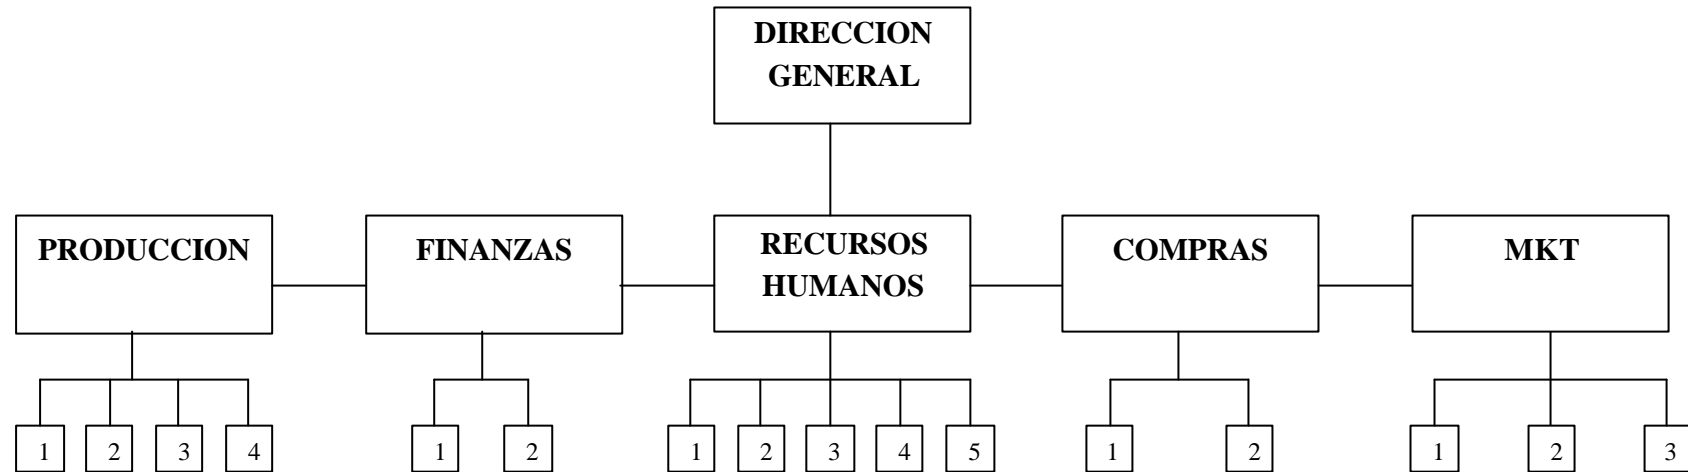 DIRECCION
GENERAL
PRODUCCION
FINANZAS
RECURSOS
HUMANOS
COMPRAS
MKT
1 2 3 4
1 2
1 2 3 4 5
1 2
1 2 3